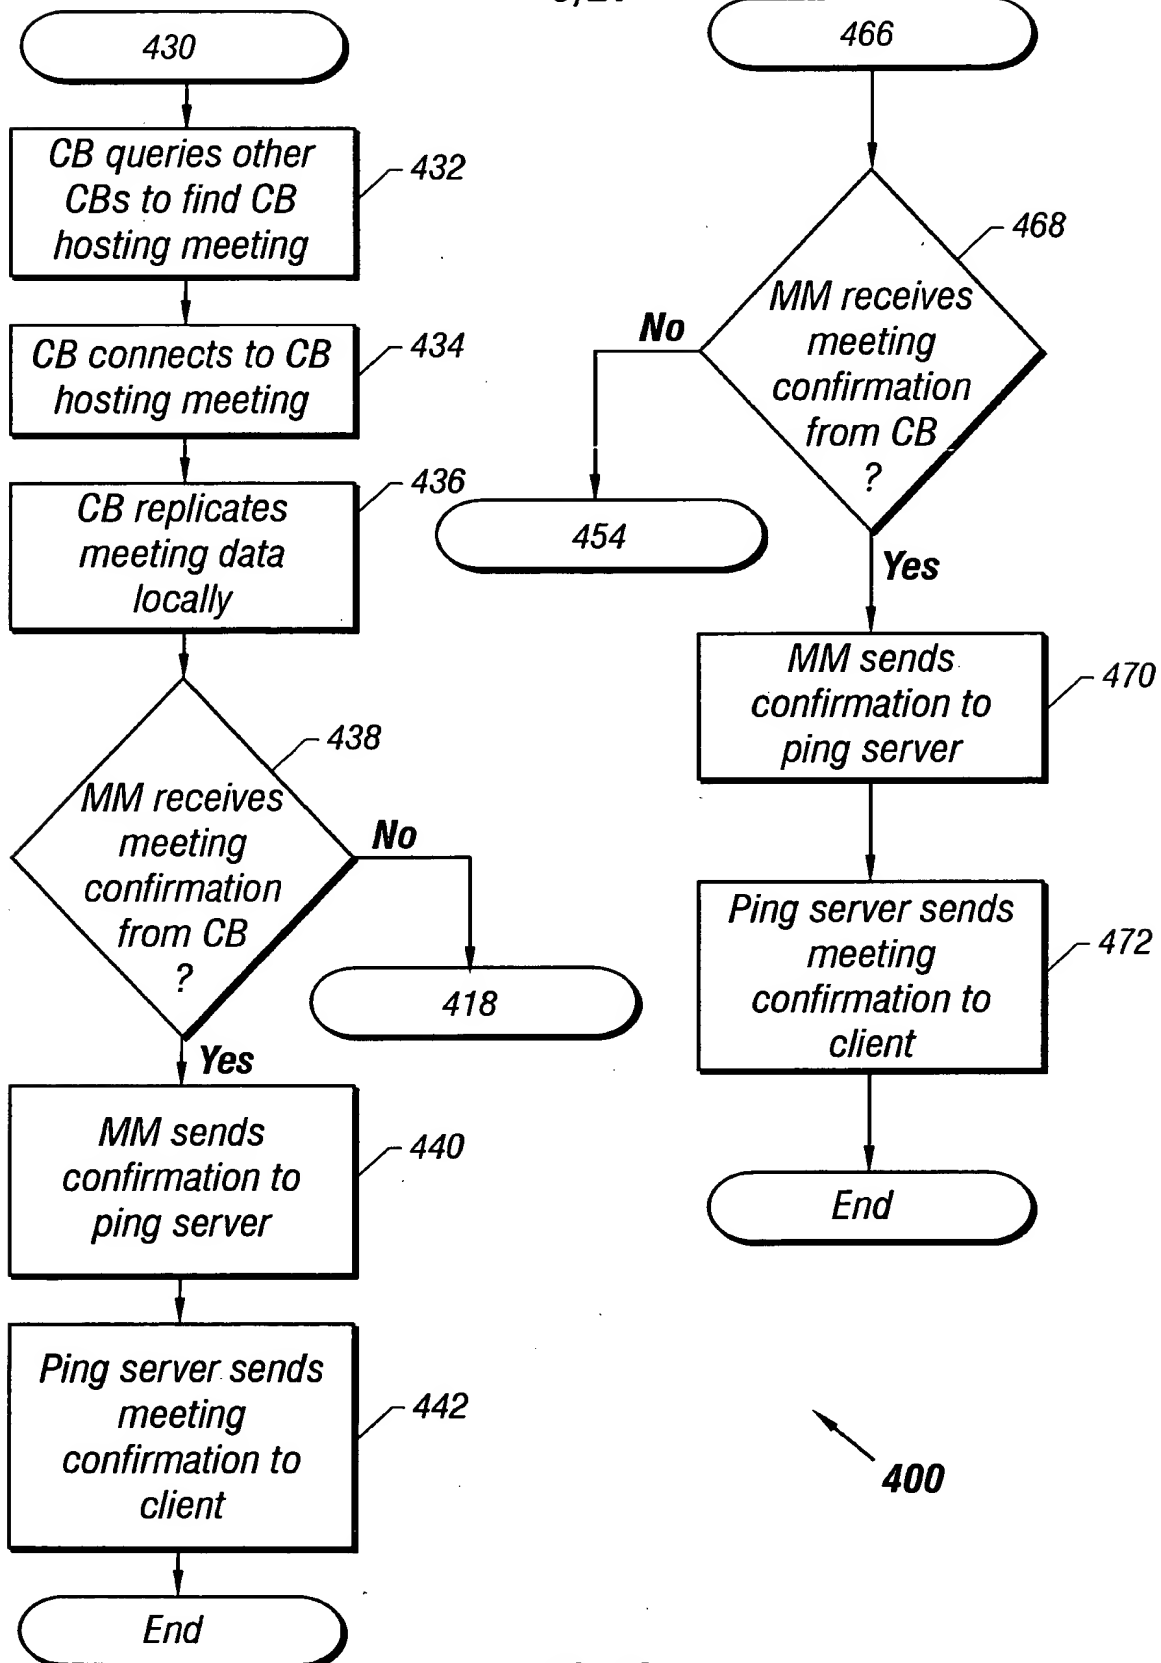 430
CB queries other
CBs to find CB
hosting meeting
432
CB connects to CB
hosting meeting
434
CB replicates
meeting data
locally
436
MM receives
meeting
confirmation
from CB
?
438
No
418
Yes
MM sends
confirmation to
ping server
440
Ping server sends
meeting
confirmation to
client
442
End
466
MM receives
meeting
confirmation
from CB
?
468
No
454
Yes
MM sends
confirmation to
ping server
470
Ping server sends
meeting
confirmation to
client
472
End
400